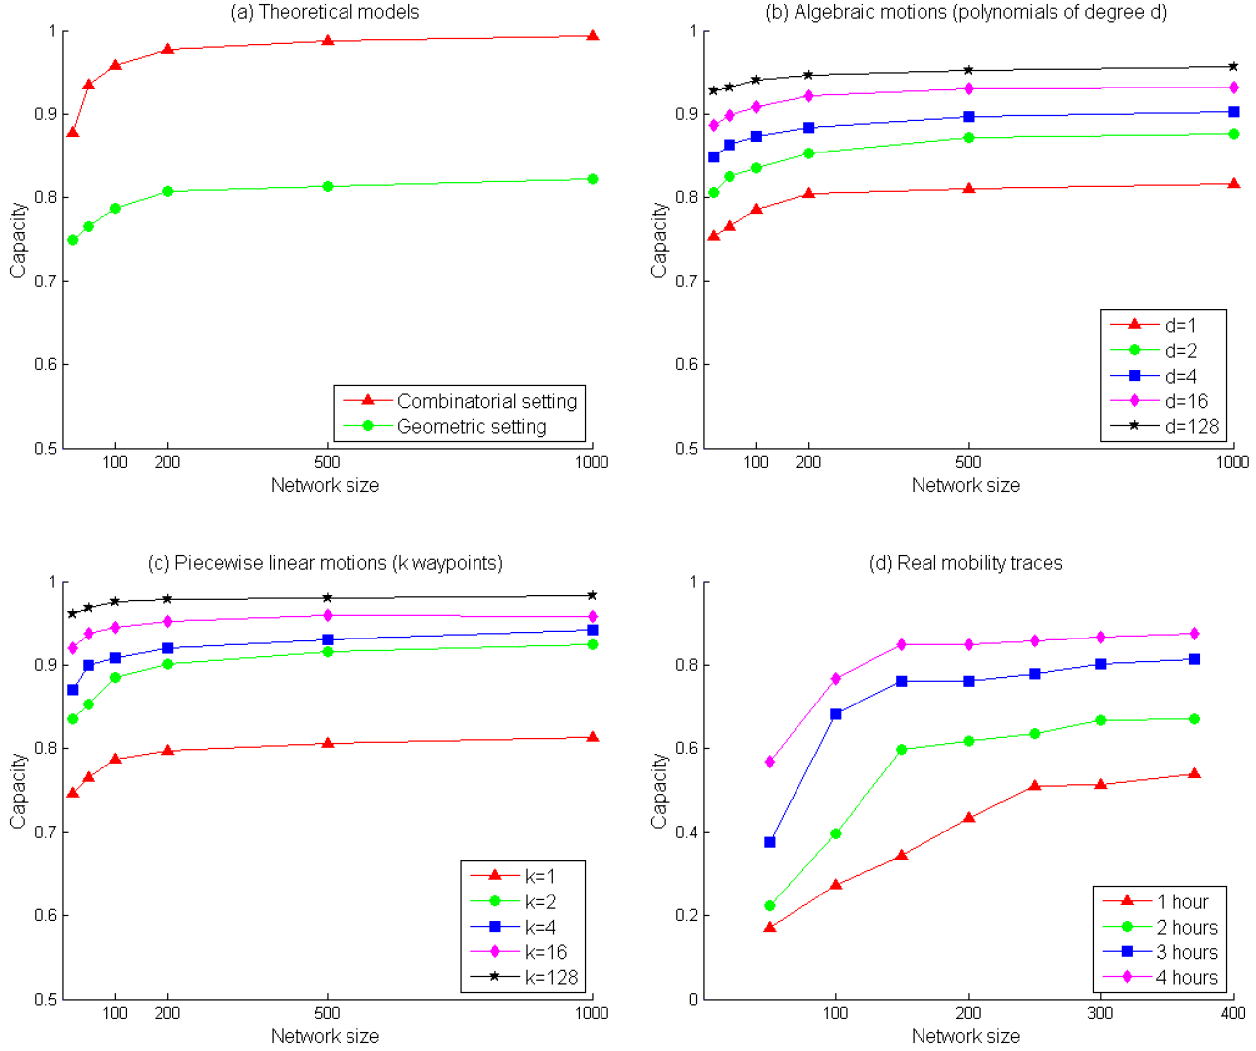 (a) Theoretical models
1
0.9
0.8
0.7
0.6
0.5
Capacity
100 200 500 1000
Network size
Combinatorial setting
Geometric setting
(b) Algebraic motions (polynomials of degree d)
1
0.9
0.8
0.7
0.6
0.5
Capacity
100 200 500 1000
Network size
d=1
d=2
d=4
d=16
d=128
(c) Piecewise linear motions (k waypoints)
1
0.9
0.8
0.7
0.6
0.5
Capacity
100 200 500 1000
Network size
k=1
k=2
k=4
k=16
k=128
(d) Real mobility traces
1
0.8
0.6
0.4
0.2
0
Capacity
100 200 300 400
Network size
1 hour
2 hours
3 hours
4 hours